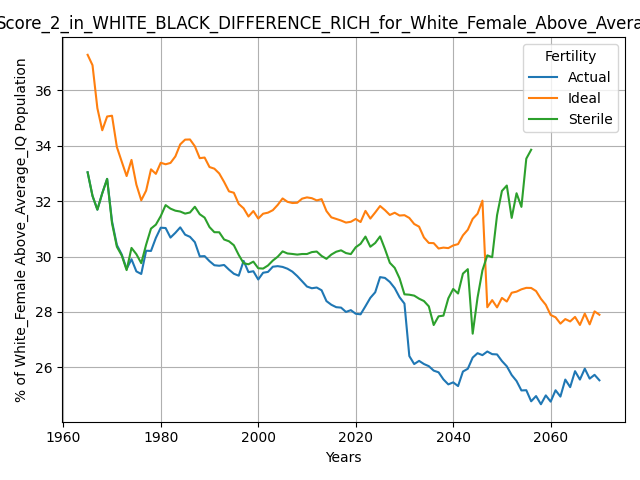 Score_2_in_WHITE_BLACK_DIFFERENCE_RICH_for_White_Female_Above_Avera
Fertility
Actual
Ideal
Sterile
% of White_Female Above_Average_IQ Population
36
34
32
30
28
26
1960 1980 2000 2020 2040 2060
Years